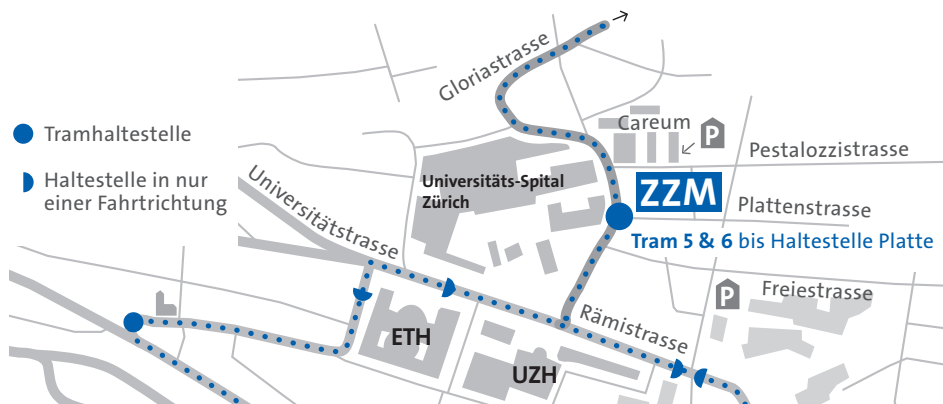 Gloriastrasse
Tramhaltestelle
Haltestelle in nur
einer Fahrtrichtung
Careum
P
Pestalozzistrasse
Universitäts-Spital
Zürich
ZZM
Plattenstrasse
Universitätstrasse
Tram 5 & 6 bis Haltestelle Platte
P
Freiestrasse
Rämistrasse
ETH
UZH